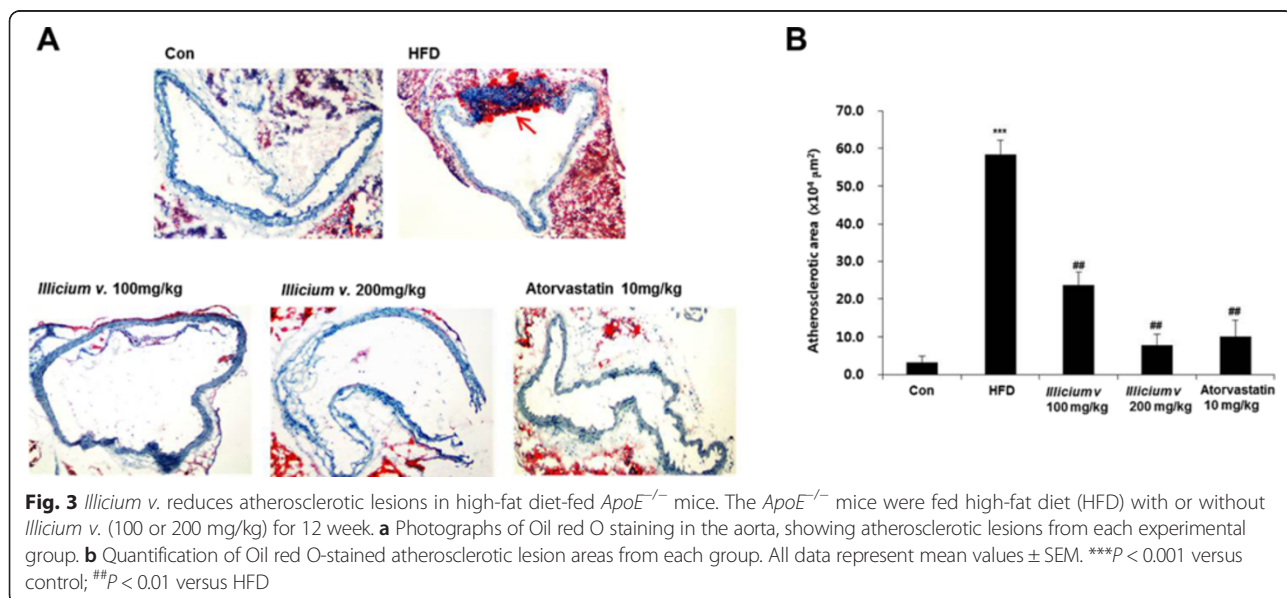 A
Con
HFD
Illicium v. 100mg/kg
Illicium v. 200mg/kg
Atorvastatin 10mg/kg
B
Atherosclerotic area (x10⁴ μm²)
70.0
60.0
50.0
40.0
30.0
20.0
10.0
0.0
***
##
##
##
Con
HFD
Illicium v
100 mg/kg
Illicium v
200 mg/kg
Atorvastatin
10 mg/kg
Fig. 3 Illicium v. reduces atherosclerotic lesions in high-fat diet-fed ApoE⁻/⁻ mice. The ApoE⁻/⁻ mice were fed high-fat diet (HFD) with or without
Illicium v. (100 or 200 mg/kg) for 12 week. a Photographs of Oil red O staining in the aorta, showing atherosclerotic lesions from each experimental
group. b Quantification of Oil red O-stained atherosclerotic lesion areas from each group. All data represent mean values ± SEM. ***P < 0.001 versus
control; ##P < 0.01 versus HFD